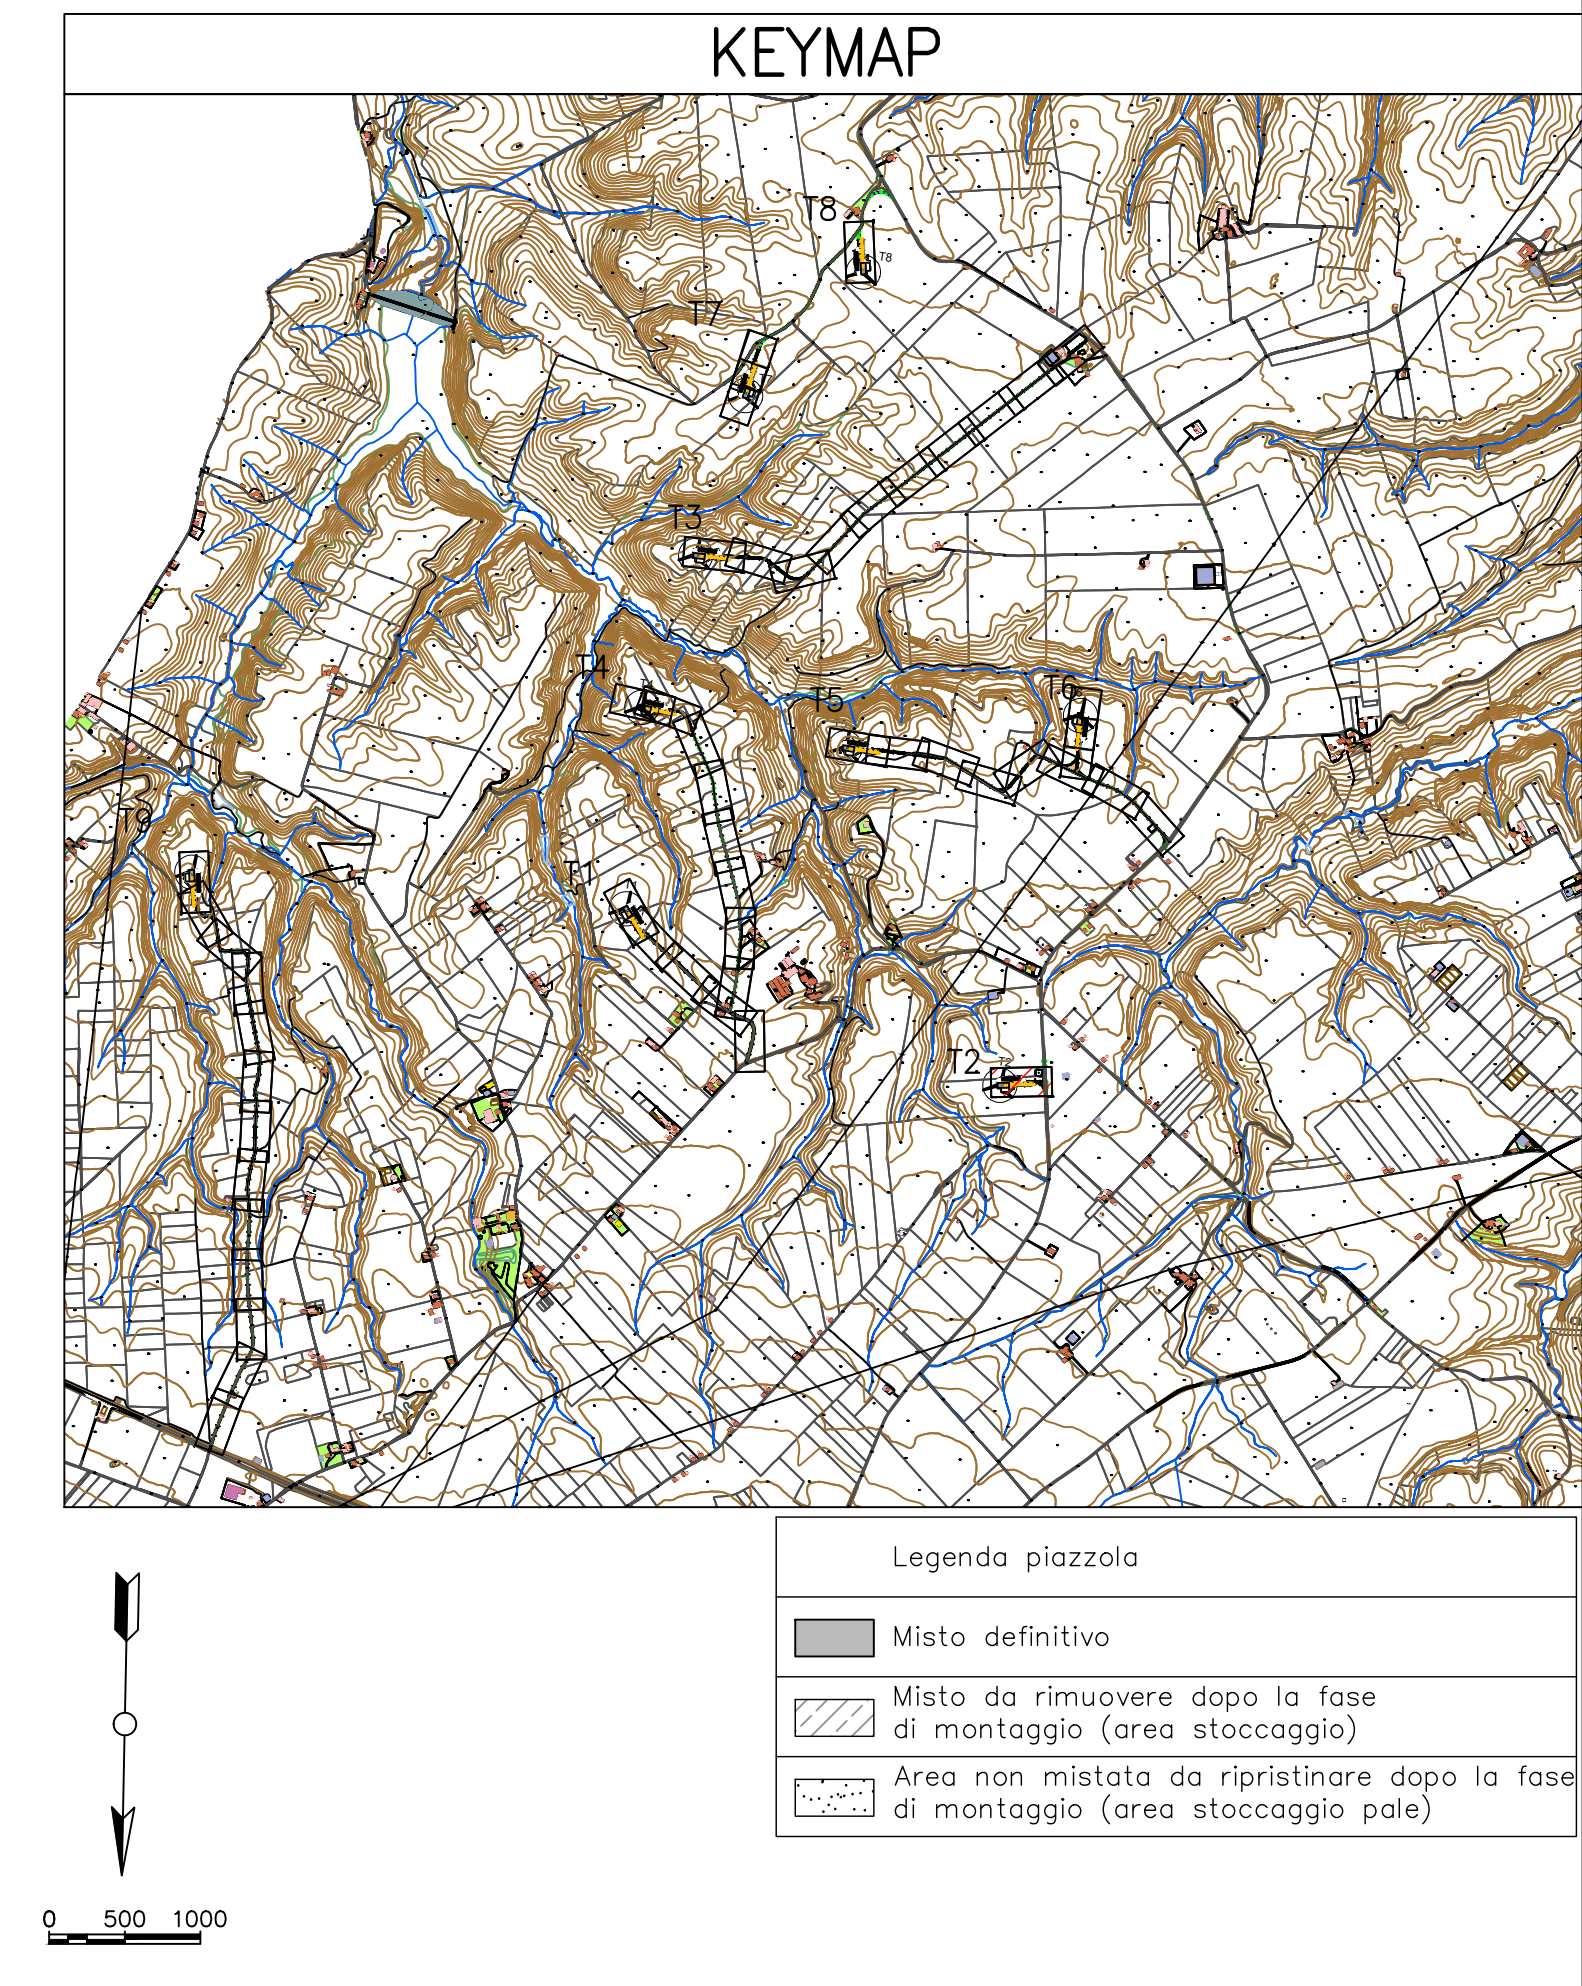 KEYMAP
T8
T8
T7
T3
T4
T5
T6
T9
T1
T2
Legenda piazzola
Misto definitivo
Misto da rimuovere dopo la fase
di montaggio (area stoccaggio)
Area non mistata da ripristinare dopo la fase
di montaggio (area stoccaggio pale)
0 500 1000